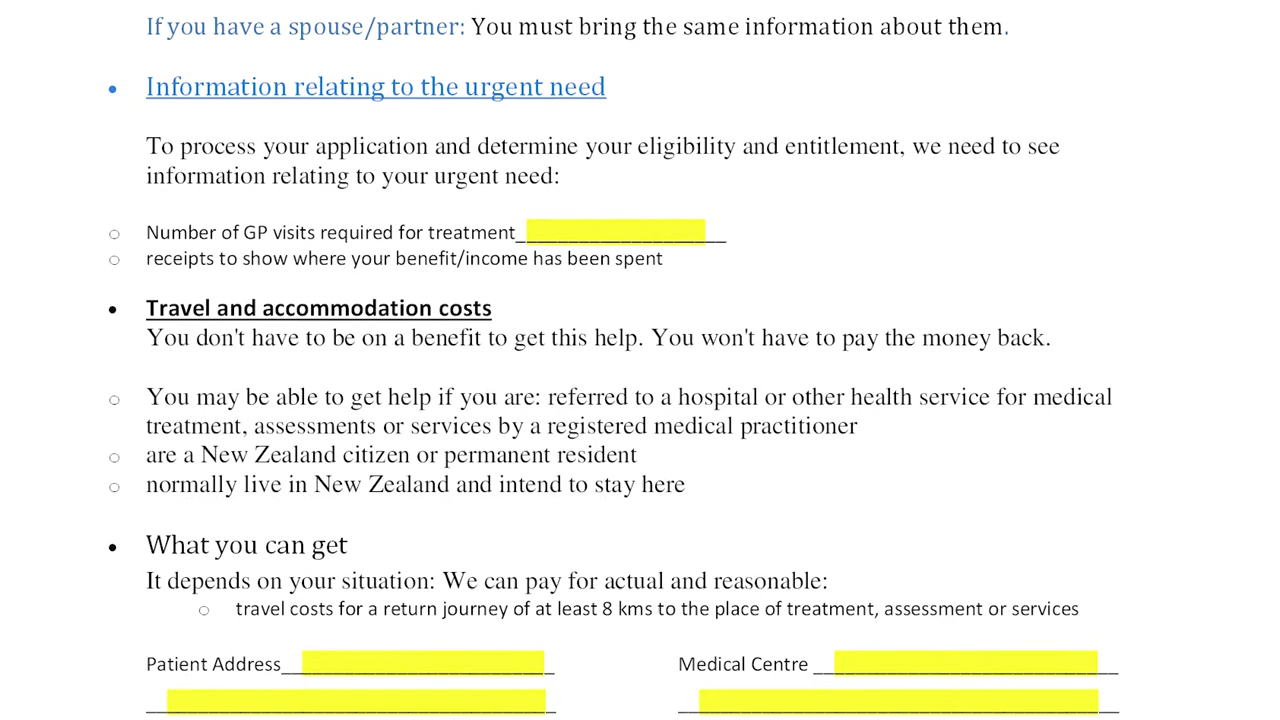 If you have a spouse/partner: You must bring the same information about them.
• Information relating to the urgent need
To process your application and determine your eligibility and entitlement, we need to see
information relating to your urgent need:
○ Number of GP visits required for treatment____________________
○ receipts to show where your benefit/income has been spent
• Travel and accommodation costs
You don't have to be on a benefit to get this help. You won't have to pay the money back.
○ You may be able to get help if you are: referred to a hospital or other health service for medical
treatment, assessments or services by a registered medical practitioner
○ are a New Zealand citizen or permanent resident
○ normally live in New Zealand and intend to stay here
• What you can get
It depends on your situation: We can pay for actual and reasonable:
○ travel costs for a return journey of at least 8 kms to the place of treatment, assessment or services
Patient Address__________________________ Medical Centre _____________________________